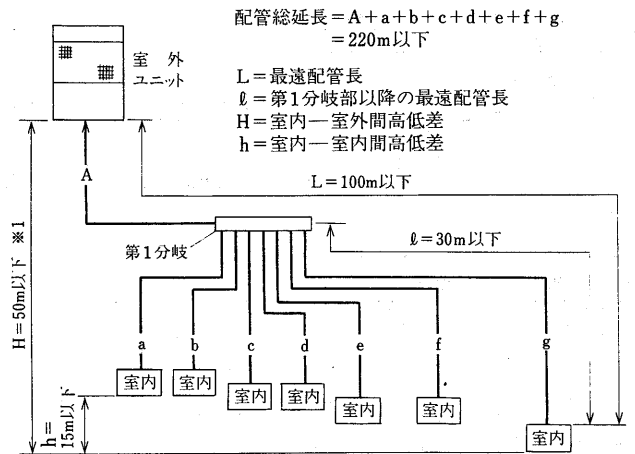 配管総延長=A+a+b+c+d+e+f+g
=220m以下
室 外
ユニット
L=最遠配管長
ℓ=第1分岐部以降の最遠配管長
H=室内―室外間高低差
h=室内―室内間高低差
A
L=100m以下
第1分岐
ℓ=30m以下
H=50m以下 ※1
a
b
c
d
e
f
g
室内
室内
室内
室内
室内
室内
室内
h=
15m以下